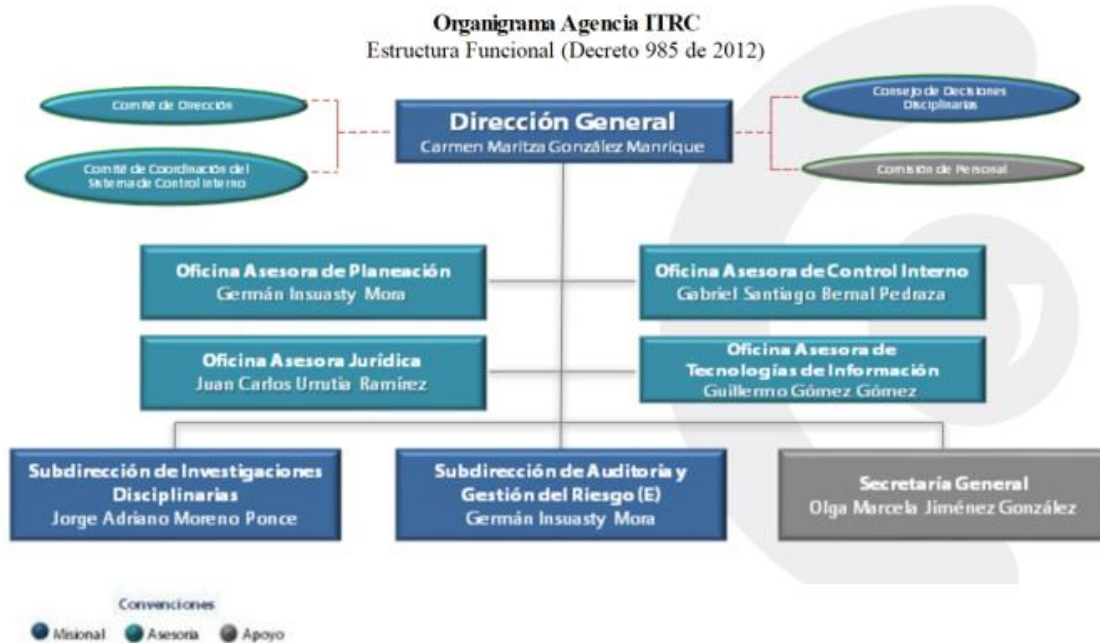 Organigrama Agencia ITRC
Estructura Funcional (Decreto 985 de 2012)
Comité de Dirección
Dirección General
Carmen Maritza González Manrique
Consejo de Decisiones
Disciplinarias
Comité de Coordinación del
Sistema de Control Interno
Comisión de Personal
Oficina Asesora de Planeación
Germán Insuasty Mora
Oficina Asesora de Control Interno
Gabriel Santiago Bernal Pedraza
Oficina Asesora Jurídica
Juan Carlos Urrutia Ramírez
Oficina Asesora de
Tecnologías de Información
Guillermo Gómez Gómez
Subdirección de Investigaciones
Disciplinarias
Jorge Adriano Moreno Ponce
Subdirección de Auditoría y
Gestión del Riesgo (E)
Germán Insuasty Mora
Secretaría General
Olga Marcela Jiménez González
Convenciones
Misional
Asesoría
Apoyo